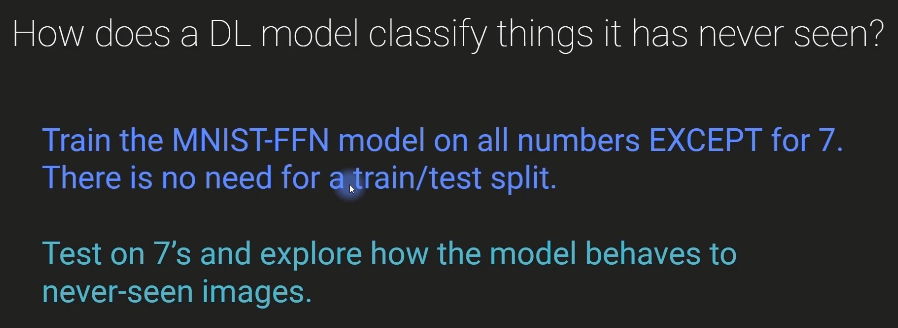 How does a DL model classify things it has never seen?
Train the MNIST-FFN model on all numbers EXCEPT for 7.
There is no need for a train/test split.
Test on 7's and explore how the model behaves to
never-seen images.